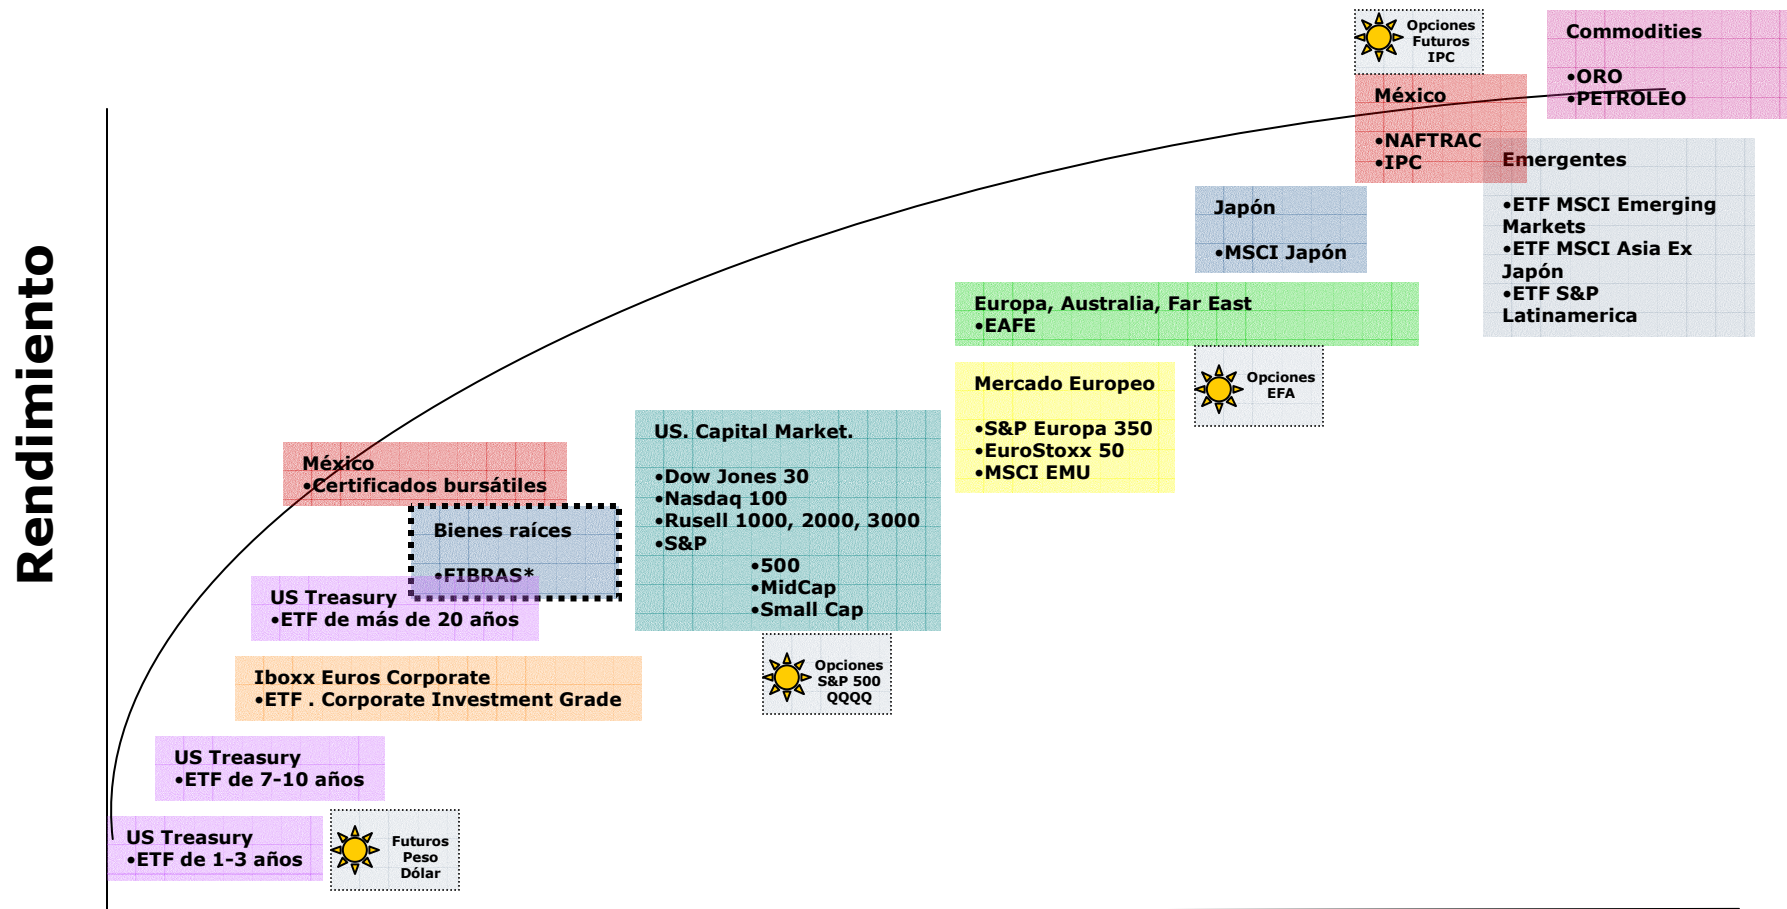 Opciones
Futuros
IPC
Commodities
•ORO
•PETROLEO
México
•NAFTRAC
•IPC
Emergentes
•ETF MSCI Emerging
Markets
•ETF MSCI Asia Ex
Japón
•ETF S&P
Latinamerica
Japón
•MSCI Japón
Rendimiento
Europa, Australia, Far East
•EAFE
Opciones
EFA
Mercado Europeo
•S&P Europa 350
•EuroStoxx 50
•MSCI EMU
US. Capital Market.
•Dow Jones 30
•Nasdaq 100
•Rusell 1000, 2000, 3000
•S&P
•500
•MidCap
•Small Cap
Opciones
S&P 500
QQQQ
México
•Certificados bursátiles
Bienes raíces
•FIBRAS*
US Treasury
•ETF de más de 20 años
Iboxx Euros Corporate
•ETF . Corporate Investment Grade
US Treasury
•ETF de 7-10 años
US Treasury
•ETF de 1-3 años
Futuros
Peso
Dólar